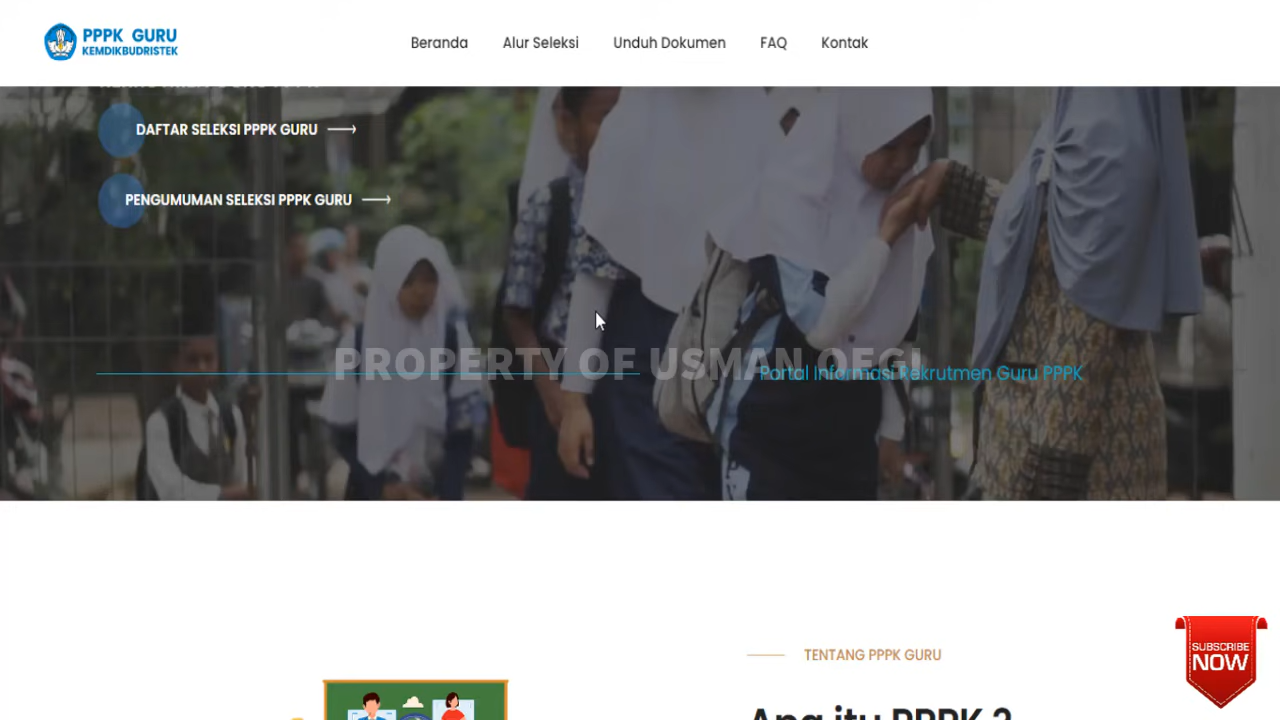 PPPK GURU
KEMDIKBUDRISTEK
Beranda
Alur Seleksi
Unduh Dokumen
FAQ
Kontak
DAFTAR SELEKSI PPPK GURU
PENGUMUMAN SELEKSI PPPK GURU
PROPERTY OF USMAN OEGI
Portal Informasi Rekrutmen Guru PPPK
TENTANG PPPK GURU
SUBSCRIBE
NOW
Apa itu PPPK ?